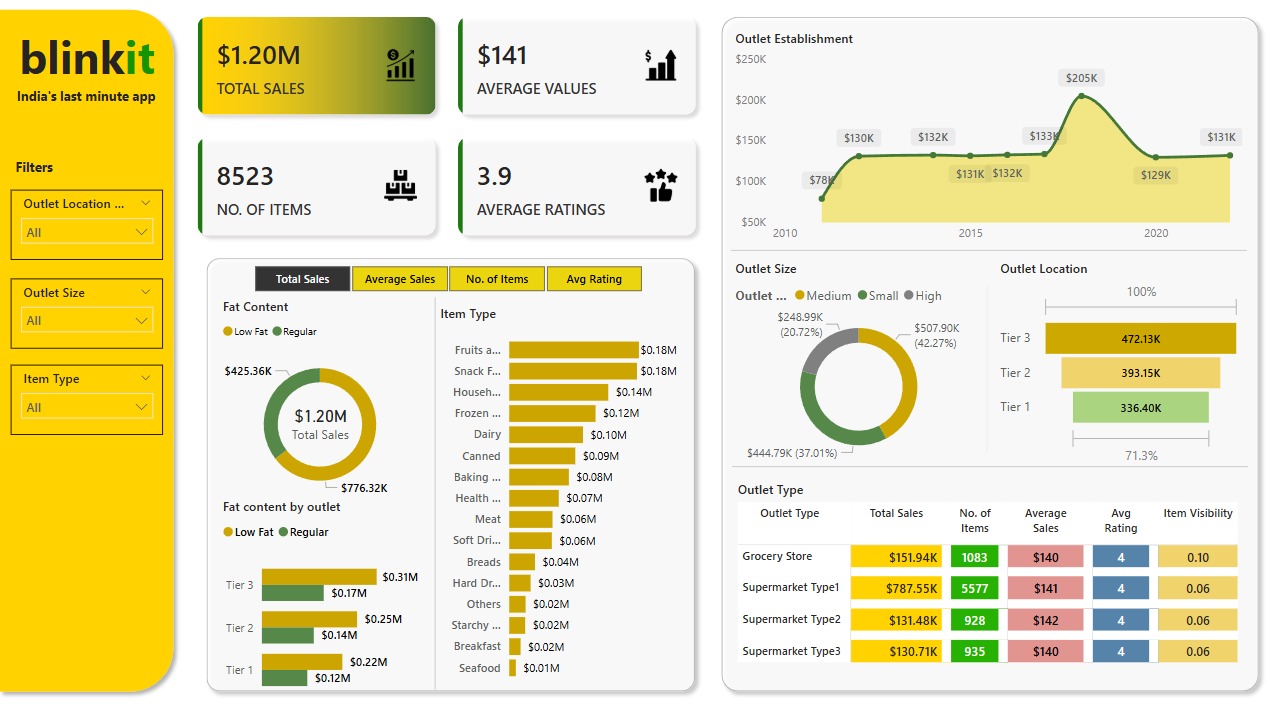 blinkit
India's last minute app
Filters
Outlet Location ...
All
Outlet Size
All
Item Type
All
$1.20M
TOTAL SALES
$141
AVERAGE VALUES
8523
NO. OF ITEMS
3.9
AVERAGE RATINGS
Total Sales
Average Sales
No. of Items
Avg Rating
Fat Content
Low Fat
Regular
$425.36K
$1.20M
Total Sales
$776.32K
Fat content by outlet
Low Fat
Regular
Tier 3
$0.31M
$0.17M
Tier 2
$0.25M
$0.14M
Tier 1
$0.22M
$0.12M
Item Type
Fruits a... $0.18M
Snack F... $0.18M
Househ... $0.14M
Frozen ... $0.12M
Dairy $0.10M
Canned $0.09M
Baking ... $0.08M
Health ... $0.07M
Meat $0.06M
Soft Dri... $0.06M
Breads $0.04M
Hard Dr... $0.03M
Others $0.02M
Starchy ... $0.02M
Breakfast $0.02M
Seafood $0.01M
Outlet Establishment
$250K
$200K
$150K
$100K
$50K
$78K
$130K
$132K
$131K
$132K
$133K
$205K
$129K
$131K
2010 2015 2020
Outlet Size
Outlet ... Medium Small High
$248.99K
(20.72%)
$507.90K
(42.27%)
$444.79K (37.01%)
Outlet Location
100%
Tier 3 472.13K
Tier 2 393.15K
Tier 1 336.40K
71.3%
Outlet Type
Outlet Type Total Sales No. of Items Average Sales Avg Rating Item Visibility
Grocery Store $151.94K 1083 $140 4 0.10
Supermarket Type1 $787.55K 5577 $141 4 0.06
Supermarket Type2 $131.48K 928 $142 4 0.06
Supermarket Type3 $130.71K 935 $140 4 0.06